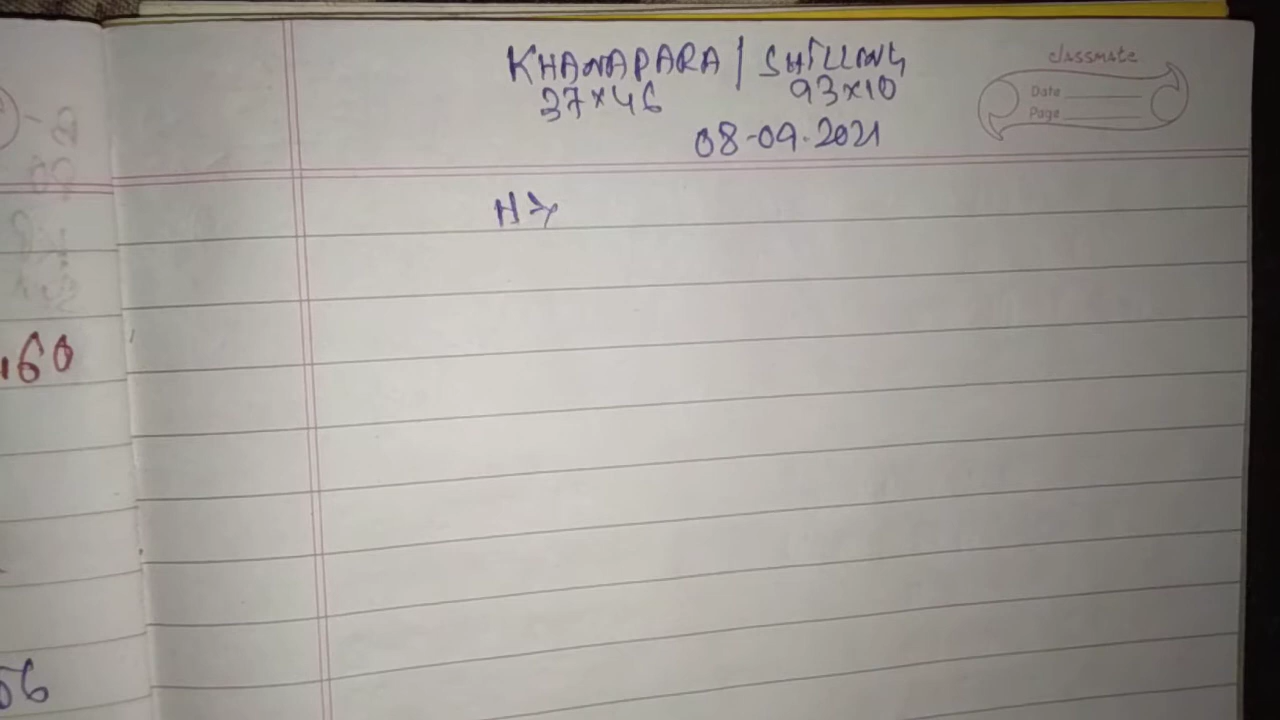 KHANAPARA / SHILLONG
37×46 93×10
08-09-2021
classmate
Date
Page
H→
160
56